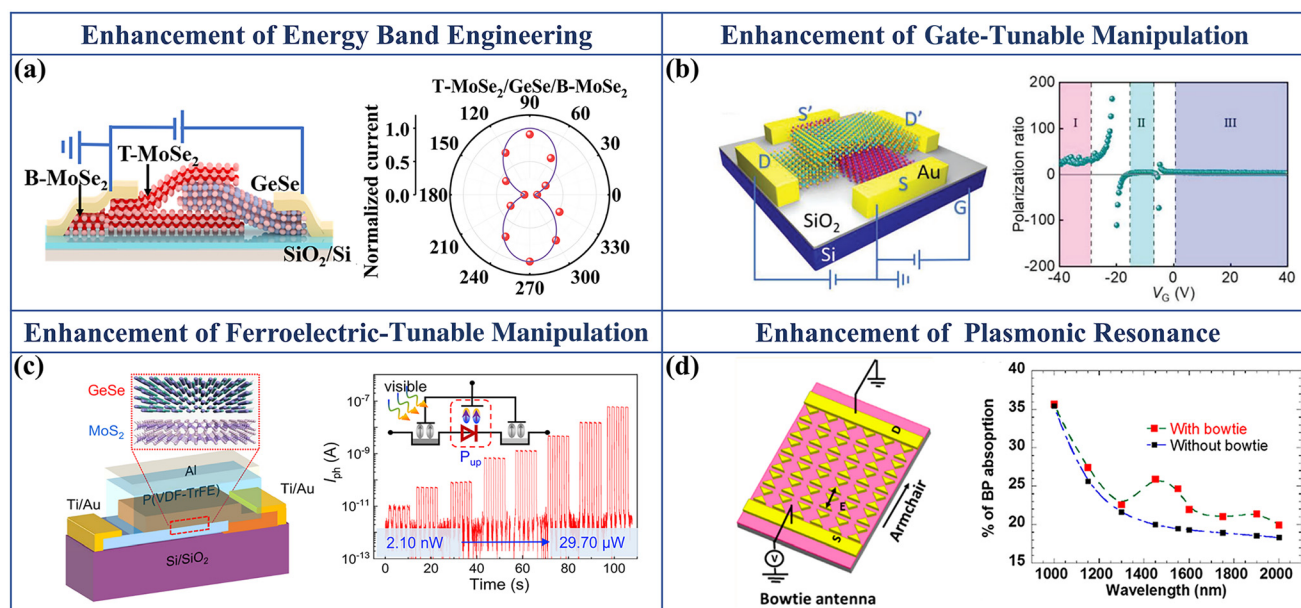 Enhancement of Energy Band Engineering
Enhancement of Gate-Tunable Manipulation
(a)
T-MoSe₂
B-MoSe₂
GeSe
SiO₂/Si
T-MoSe₂/GeSe/B-MoSe₂
Normalized current
1.0
0.5
0.0
90
60
30
0
330
300
270
240
210
180
150
120
(b)
S'
D'
D
S
Au
G
SiO₂
Si
Polarization ratio
200
100
0
-100
-200
I
II
III
-40
-20
0
20
40
V_G (V)
Enhancement of Ferroelectric-Tunable Manipulation
Enhancement of Plasmonic Resonance
(c)
GeSe
MoS₂
Al
P(VDF-TrFE)
Ti/Au
Ti/Au
Si/SiO₂
visible
P_up
I_ph (A)
10⁻⁷
10⁻⁹
10⁻¹¹
10⁻¹³
2.10 nW
29.70 μW
0
20
40
60
80
100
Time (s)
(d)
D
E
S
V
Armchair
Bowtie antenna
% of BP absoprtion
40
35
30
25
20
15
With bowtie
Without bowtie
1000
1200
1400
1600
1800
2000
Wavelength (nm)